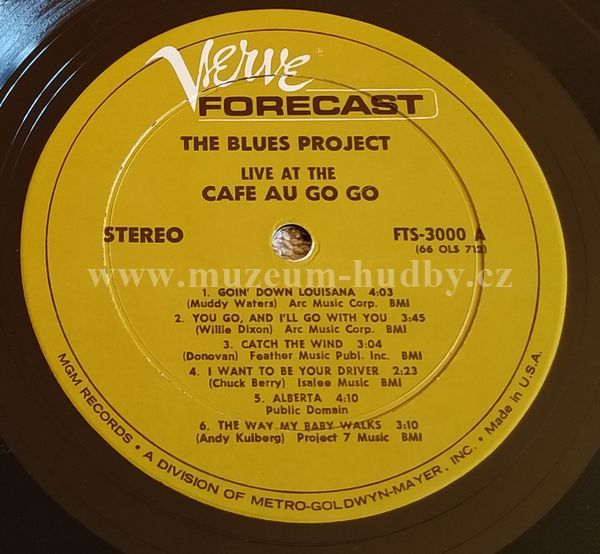 Verve
FORECAST
THE BLUES PROJECT
LIVE AT THE
CAFE AU GO GO
STEREO
FTS-3000 A
(66 OLS 712)
www.muzeum-hudby.cz
1. GOIN' DOWN LOUISANA 4:03
(Muddy Waters) Arc Music Corp. BMI
2. YOU GO, AND I'LL GO WITH YOU 3:45
(Willie Dixon) Arc Music Corp. BMI
3. CATCH THE WIND 3:04
(Donovan) Feather Music Publ. Inc. BMI
4. I WANT TO BE YOUR DRIVER 2:23
(Chuck Berry) Isalee Music BMI
5. ALBERTA 4:10
Public Domain
6. THE WAY MY BABY WALKS 3:10
(Andy Kulberg) Project 7 Music BMI
MGM RECORDS • A DIVISION OF METRO-GOLDWYN-MAYER, INC. • Made in U.S.A.